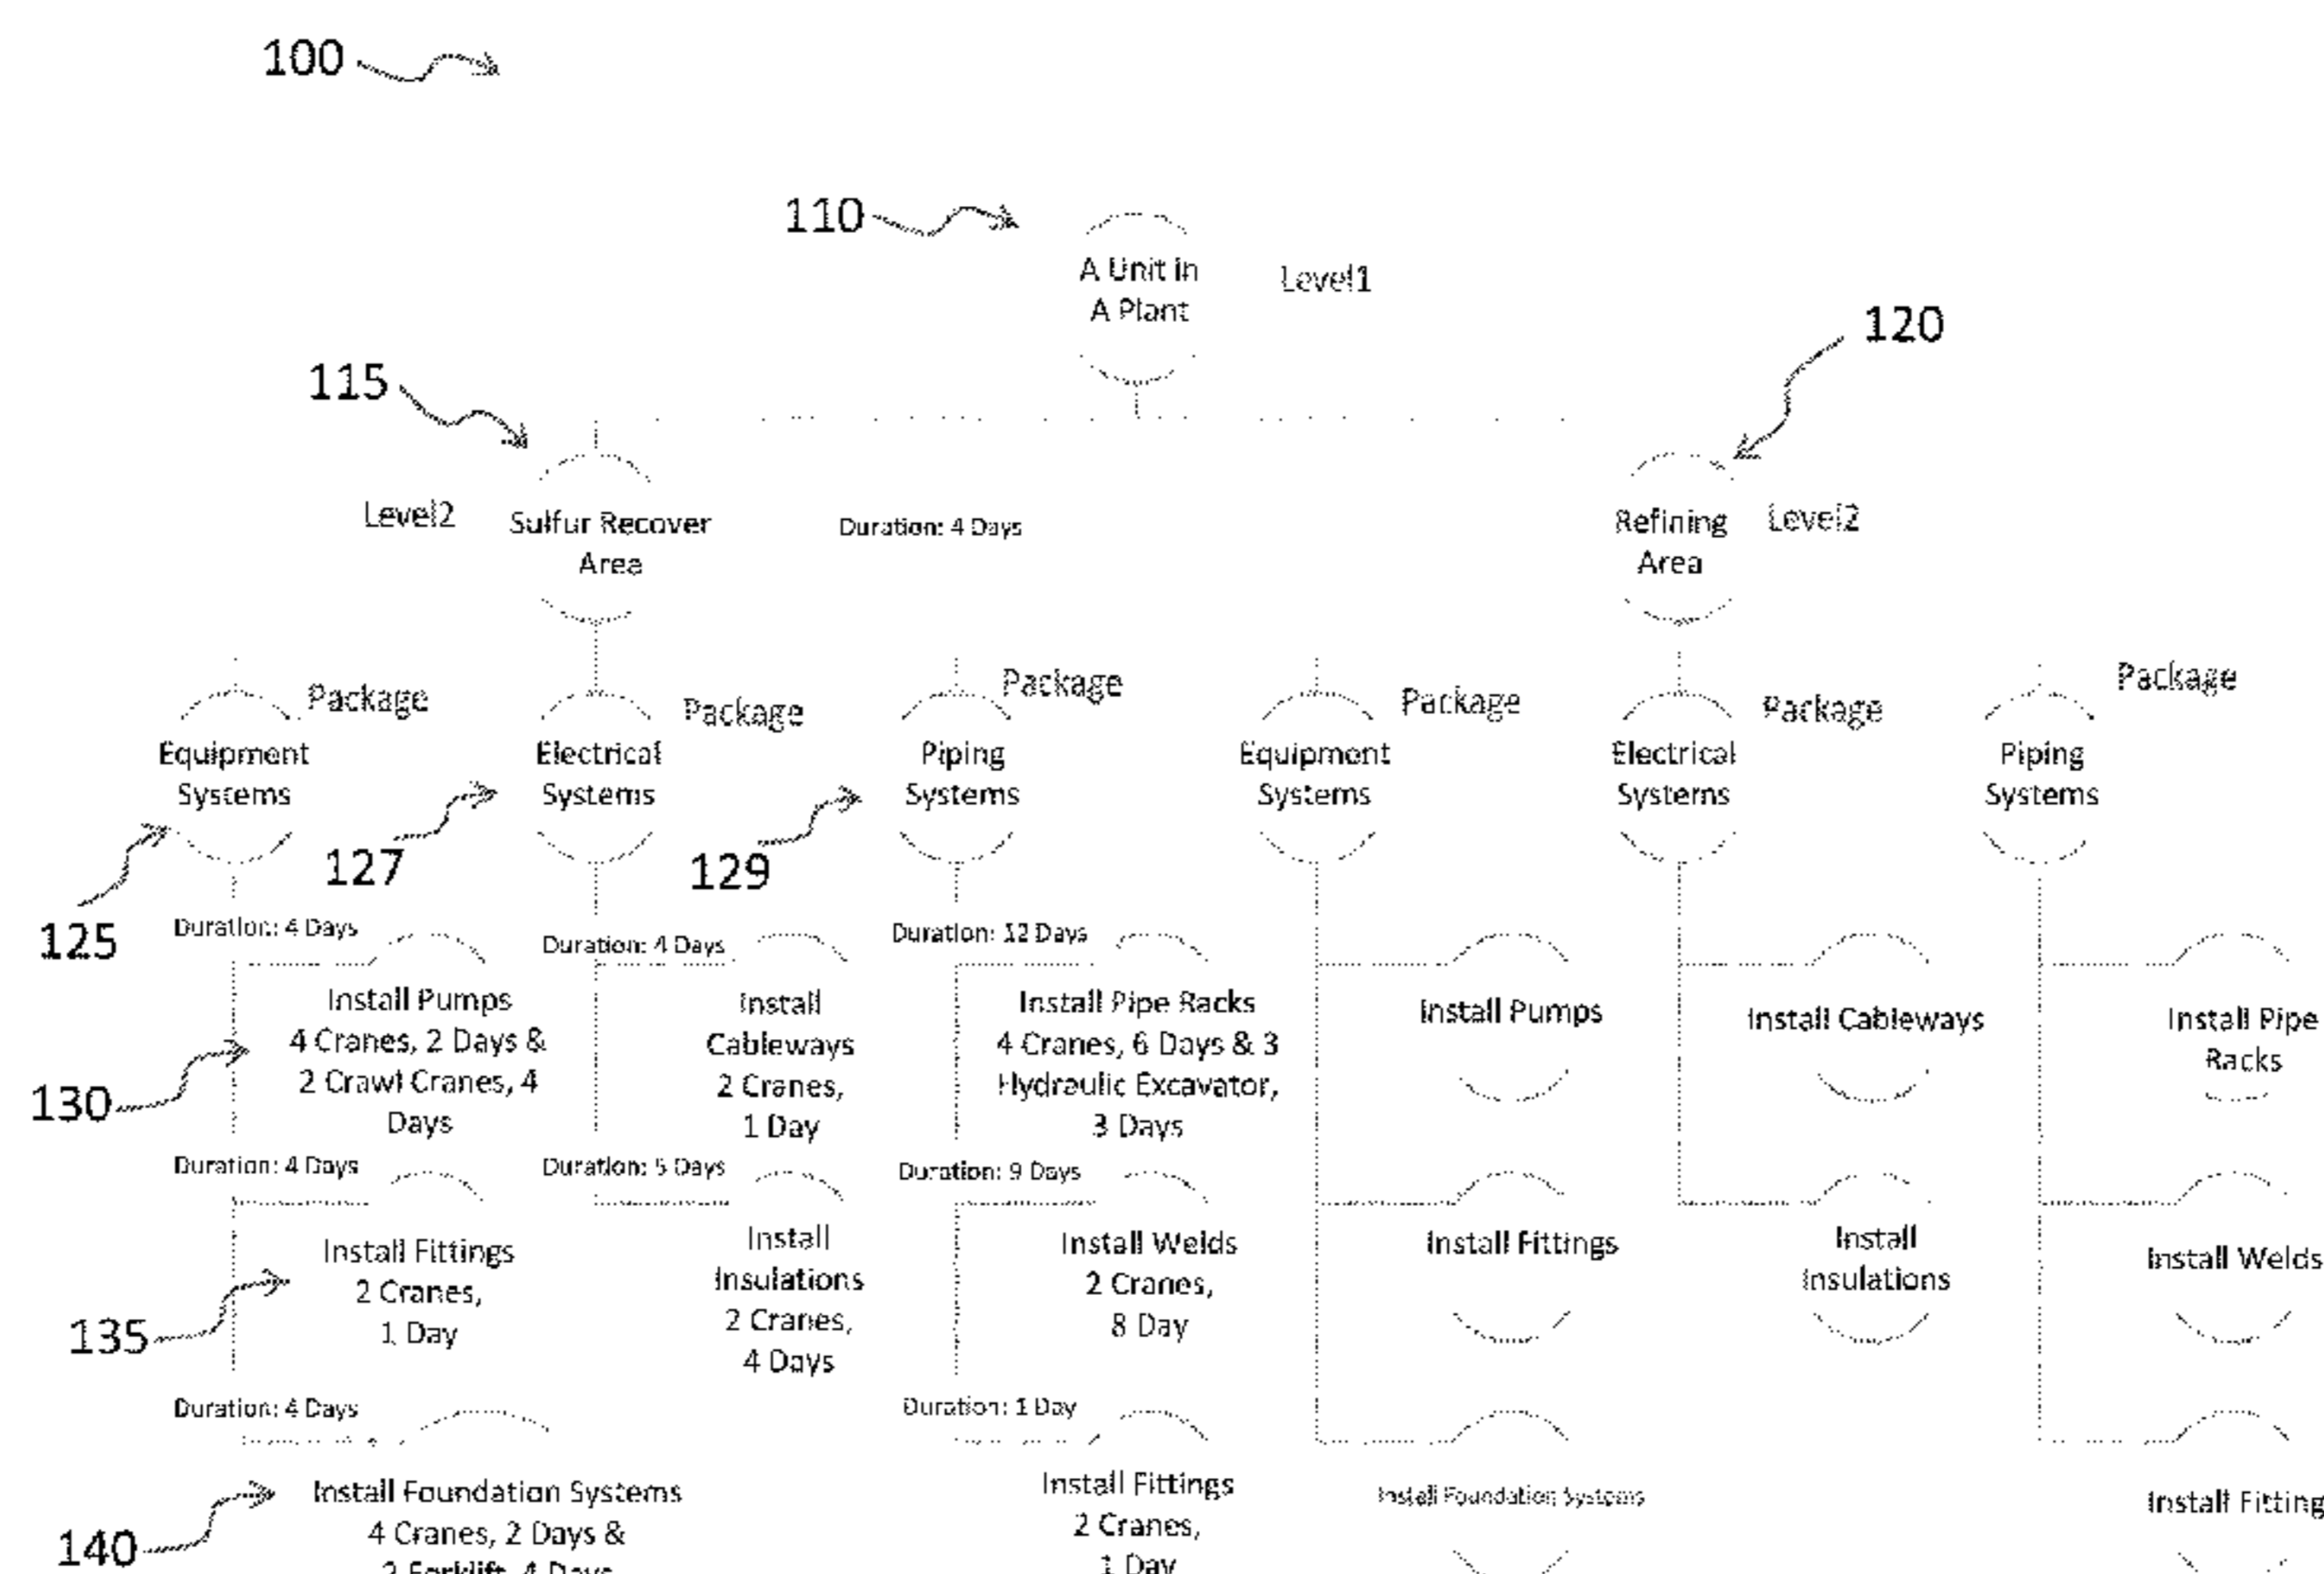 100
110
A Unit in
A Plant
Level1
120
115
Level2
Sulfur Recover
Area
Duration: 4 Days
Refining
Area
Level2
Package
Package
Package
Package
Package
Package
Equipment
Systems
Electrical
Systems
Piping
Systems
Equipment
Systems
Electrical
Systems
Piping
Systems
125
127
129
Duration: 4 Days
Duration: 4 Days
Duration: 12 Days
130
Install Pumps
4 Cranes, 2 Days &
2 Crawl Cranes, 4
Days
Install
Cableways
2 Cranes,
1 Day
Install Pipe Racks
4 Cranes, 6 Days & 3
Hydraulic Excavator,
3 Days
Install Pumps
Install Cableways
Install Pipe
Racks
Duration: 4 Days
Duration: 5 Days
Duration: 9 Days
135
Install Fittings
2 Cranes,
1 Day
Install
Insulations
2 Cranes,
4 Days
Install Welds
2 Cranes,
8 Day
Install Fittings
Install
Insulations
Install Welds
Duration: 4 Days
Duration: 1 Day
140
Install Foundation Systems
4 Cranes, 2 Days &
Forklift, 4 Days
Install Fittings
2 Cranes,
1 Day
Install Foundation Systems
Install Fitting